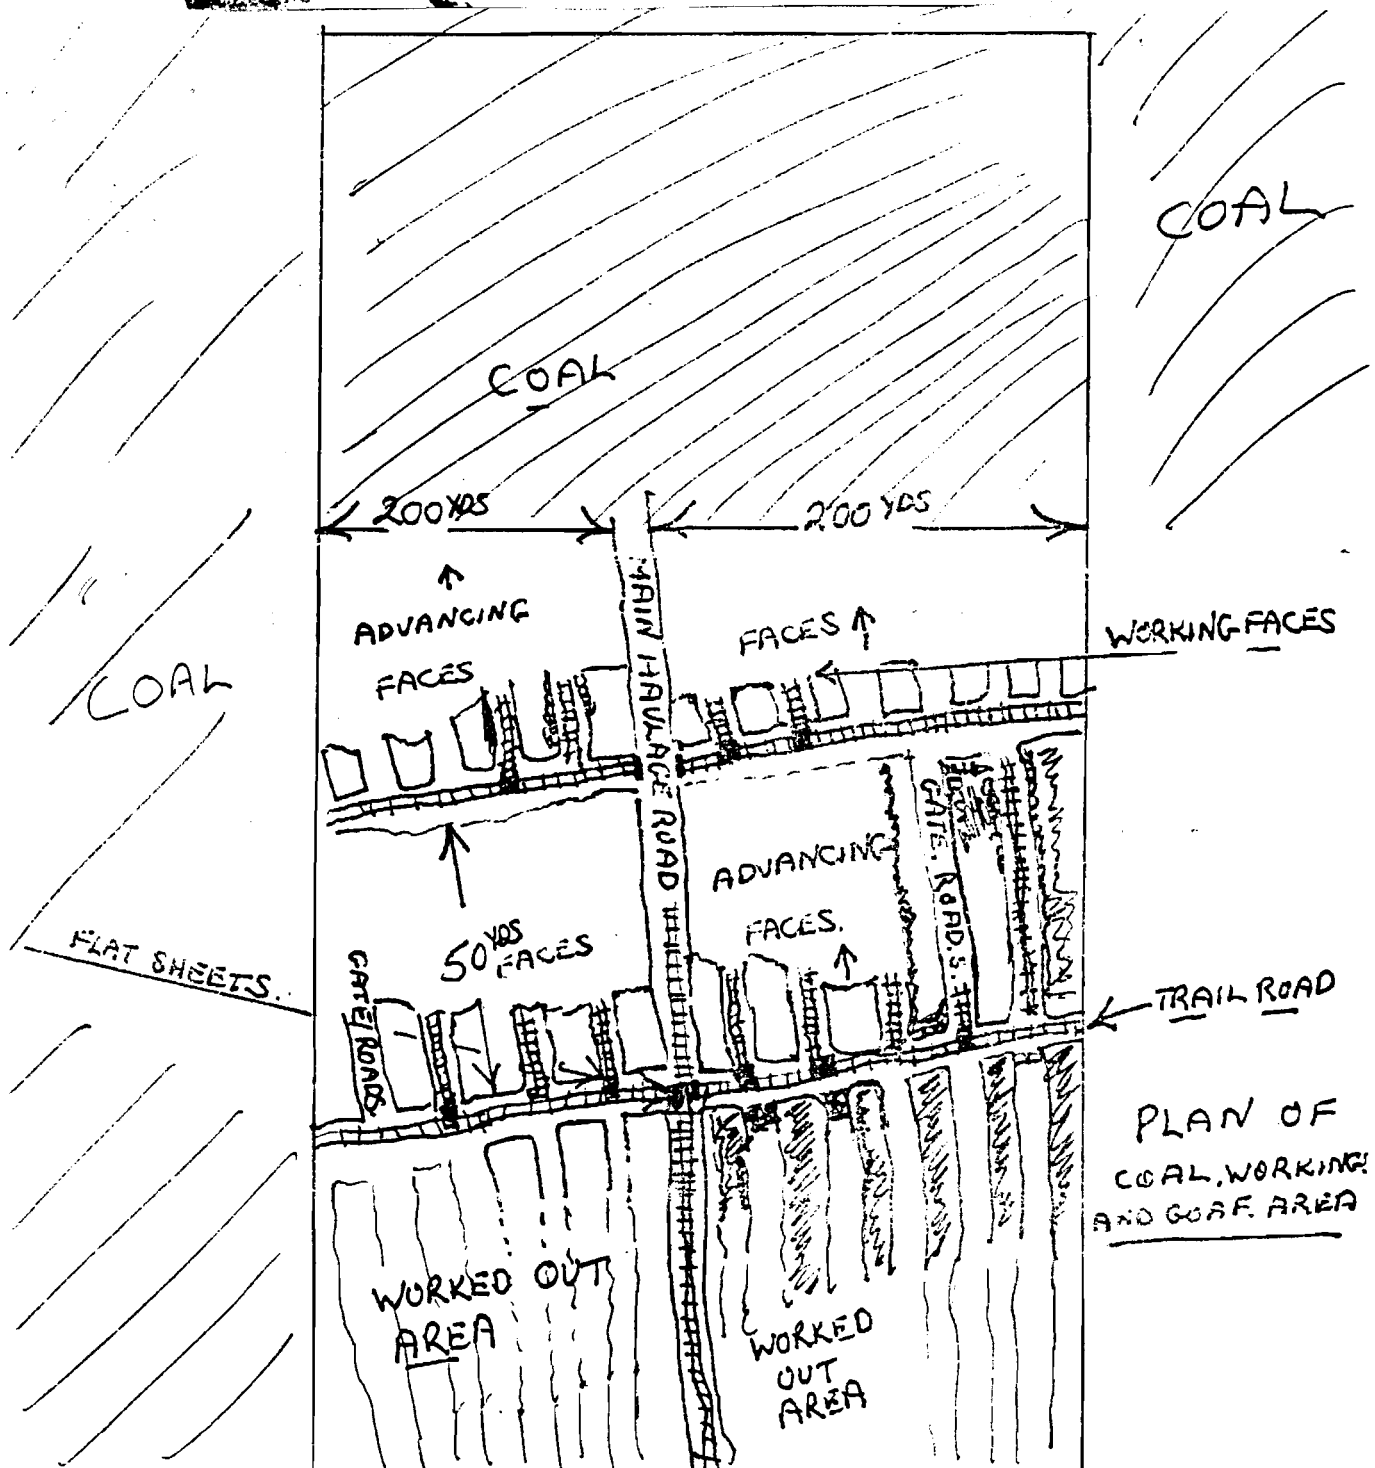 COAL
COAL
200 YDS
200 YDS
MAIN HAULAGE ROAD
ADVANCING
FACES
FACES
WORKING FACES
COAL
GATE. ROAD.S.
ADVANCING
FACES.
50 YDS
FACES
FLAT SHEETS.
GATE ROADS
TRAIL ROAD
PLAN OF
COAL. WORKING
AND GOAF. AREA
WORKED OUT
AREA
WORKED
OUT
AREA